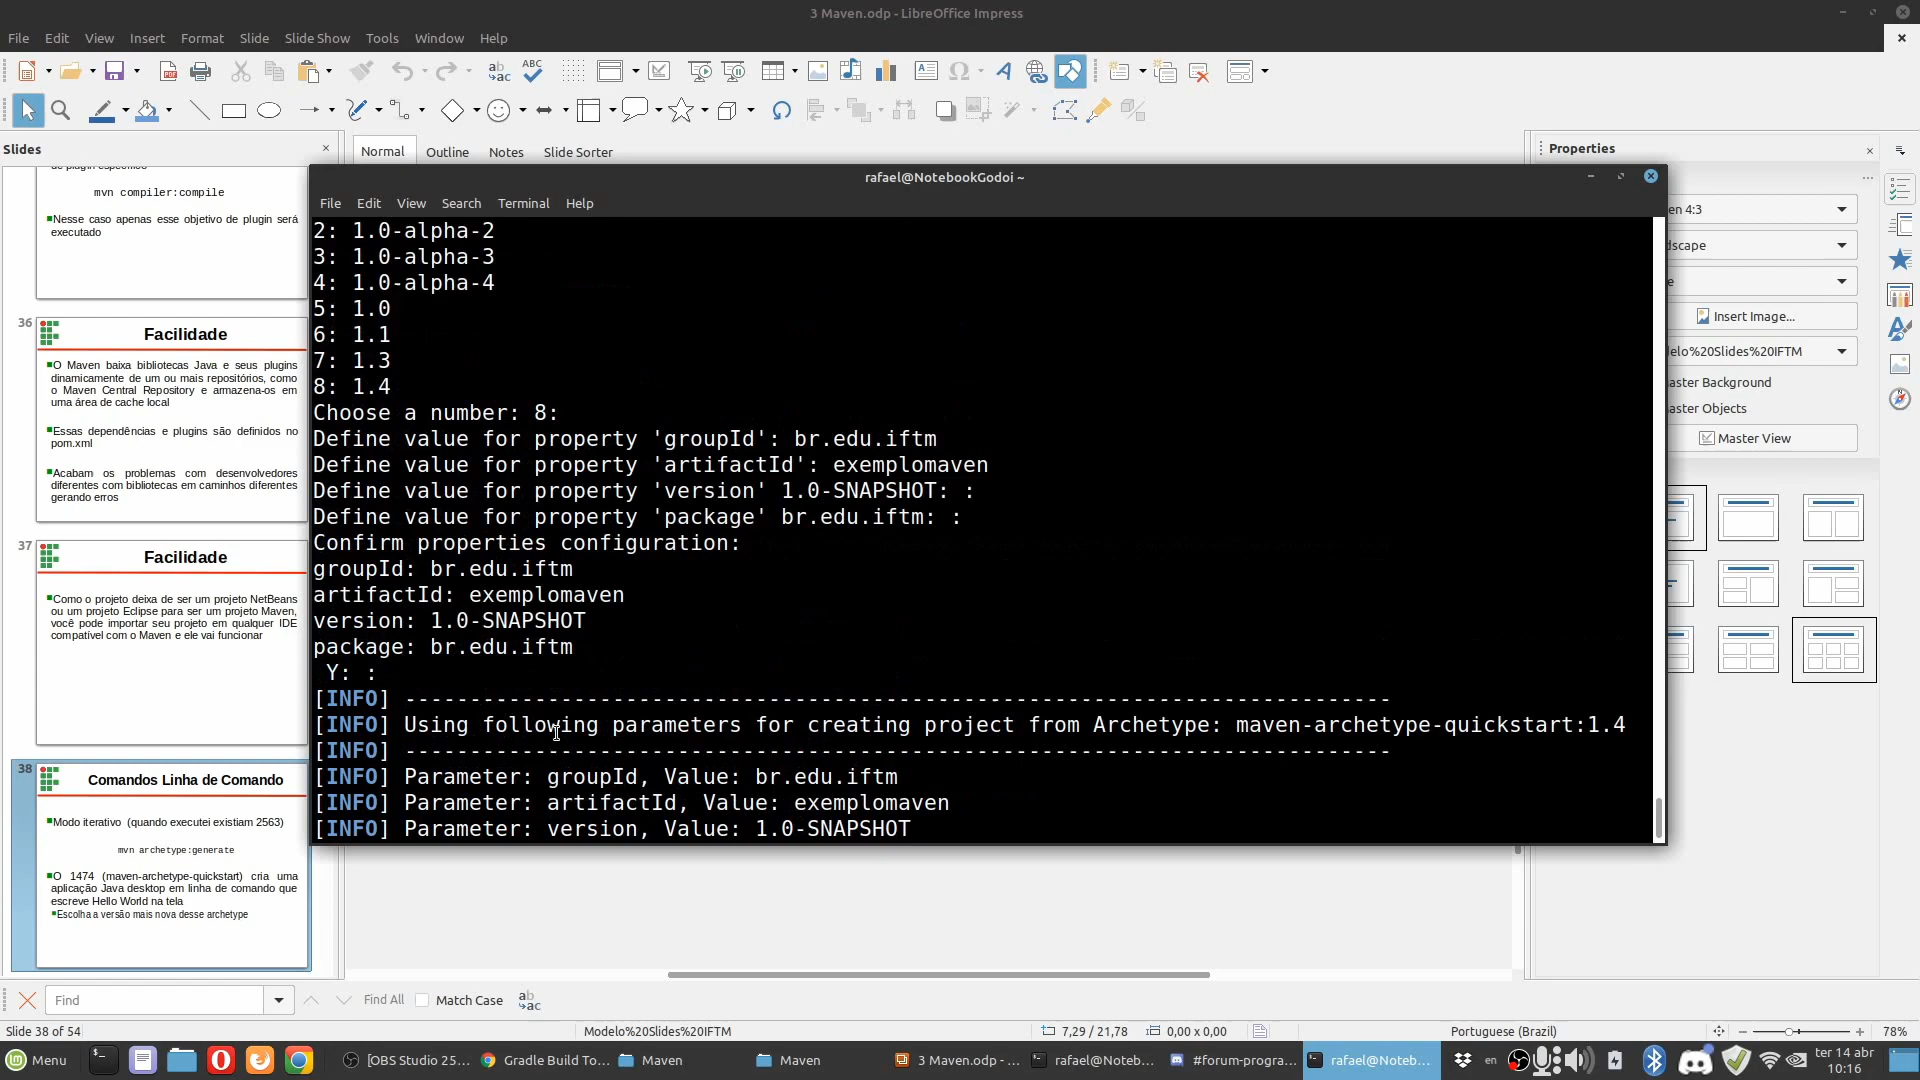 3 Maven.odp - LibreOffice Impress
File Edit View Insert Format Slide Slide Show Tools Window Help
Slides
Normal Outline Notes Slide Sorter
Properties
mvn compiler:compile
Nesse caso apenas esse objetivo de plugin será
executado
36
Facilidade
O Maven baixa bibliotecas Java e seus plugins
dinamicamente de um ou mais repositórios, como
o Maven Central Repository e armazena-os em
uma área de cache local
Essas dependências e plugins são definidos no
pom.xml
Acabam os problemas com desenvolvedores
diferentes com bibliotecas em caminhos diferentes
gerando erros
37
Facilidade
Como o projeto deixa de ser um projeto NetBeans
ou um projeto Eclipse para ser um projeto Maven,
você pode importar seu projeto em qualquer IDE
compatível com o Maven e ele vai funcionar
38
Comandos Linha de Comando
Modo iterativo (quando executei existiam 2563)
mvn archetype:generate
O 1474 (maven-archetype-quickstart) cria uma
aplicação Java desktop em linha de comando que
escreve Hello World na tela
Escolha a versão mais nova desse archetype
rafael@NotebookGodoi ~
File Edit View Search Terminal Help
2: 1.0-alpha-2
3: 1.0-alpha-3
4: 1.0-alpha-4
5: 1.0
6: 1.1
7: 1.3
8: 1.4
Choose a number: 8:
Define value for property 'groupId': br.edu.iftm
Define value for property 'artifactId': exemplomaven
Define value for property 'version' 1.0-SNAPSHOT: :
Define value for property 'package' br.edu.iftm: :
Confirm properties configuration:
groupId: br.edu.iftm
artifactId: exemplomaven
version: 1.0-SNAPSHOT
package: br.edu.iftm
Y: :
[INFO] ----------------------------------------------------------------------------
[INFO] Using following parameters for creating project from Archetype: maven-archetype-quickstart:1.4
[INFO] ----------------------------------------------------------------------------
[INFO] Parameter: groupId, Value: br.edu.iftm
[INFO] Parameter: artifactId, Value: exemplomaven
[INFO] Parameter: version, Value: 1.0-SNAPSHOT
en 4:3
dscape
e
Insert Image...
elo%20Slides%20IFTM
aster Background
aster Objects
Master View
Find
Find All
Match Case
Slide 38 of 54
Modelo%20Slides%20IFTM
7,29 / 21,78
0,00 x 0,00
Portuguese (Brazil)
78%
Menu
[OBS Studio 25...
Gradle Build To...
Maven
Maven
3 Maven.odp - ...
rafael@Noteb...
#forum-progra...
rafael@Noteb...
en
ter 14 abr
10:16